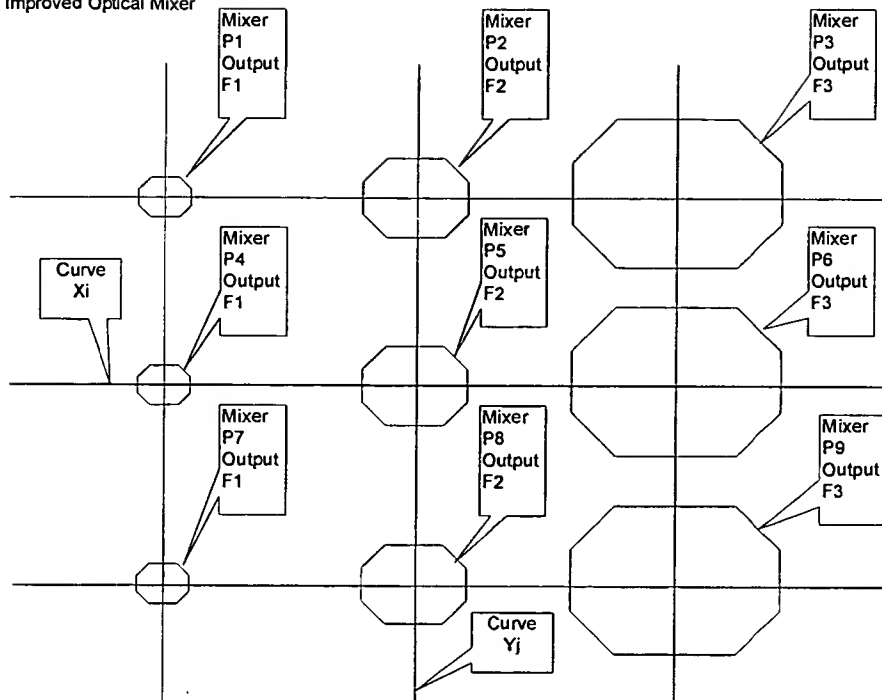 Improved Optical Mixer
Mixer
P1
Output
F1
Mixer
P2
Output
F2
Mixer
P3
Output
F3
Mixer
P4
Output
F1
Mixer
P5
Output
F2
Mixer
P6
Output
F3
Curve
Xi
Mixer
P7
Output
F1
Mixer
P8
Output
F2
Mixer
P9
Output
F3
Curve
Yj